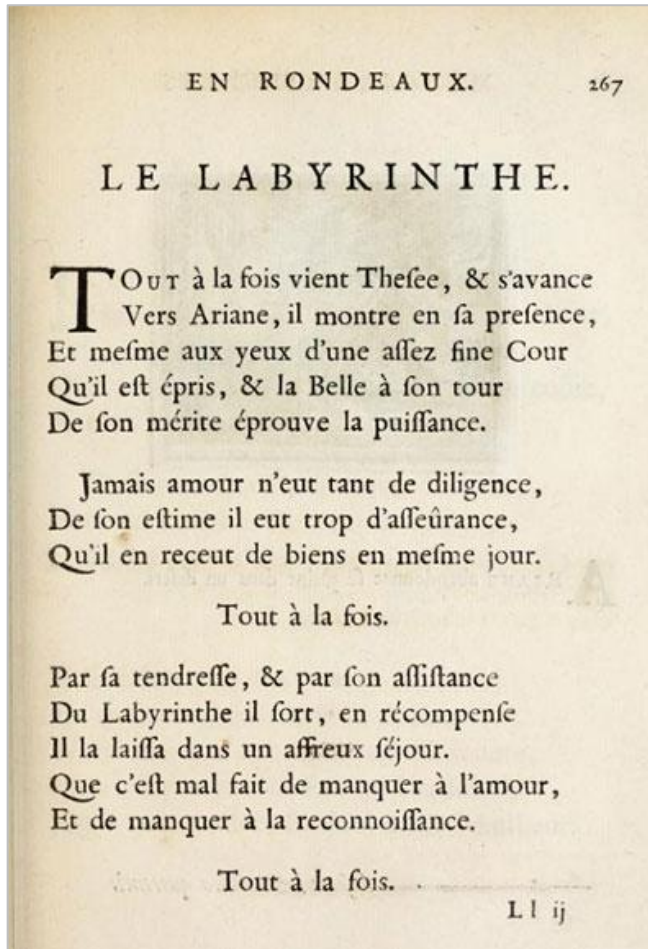 EN RONDEAUX. 267
LE LABYRINTHE.
TOUT à la fois vient Theſee, & s'avance
Vers Ariane, il montre en ſa preſence,
Et meſme aux yeux d'une aſſez fine Cour
Qu'il eſt épris, & la Belle à ſon tour
De ſon mérite éprouve la puiſſance.
Jamais amour n'eut tant de diligence,
De ſon eſtime il eut trop d'aſſeûrance,
Qu'il en receut de biens en meſme jour.
Tout à la fois.
Par ſa tendreſſe, & par ſon aſſiſtance
Du Labyrinthe il ſort, en récompenſe
Il la laiſſa dans un affreux ſéjour.
Que c'eſt mal fait de manquer à l'amour,
Et de manquer à la reconnoiſſance.
Tout à la fois.
L l ij